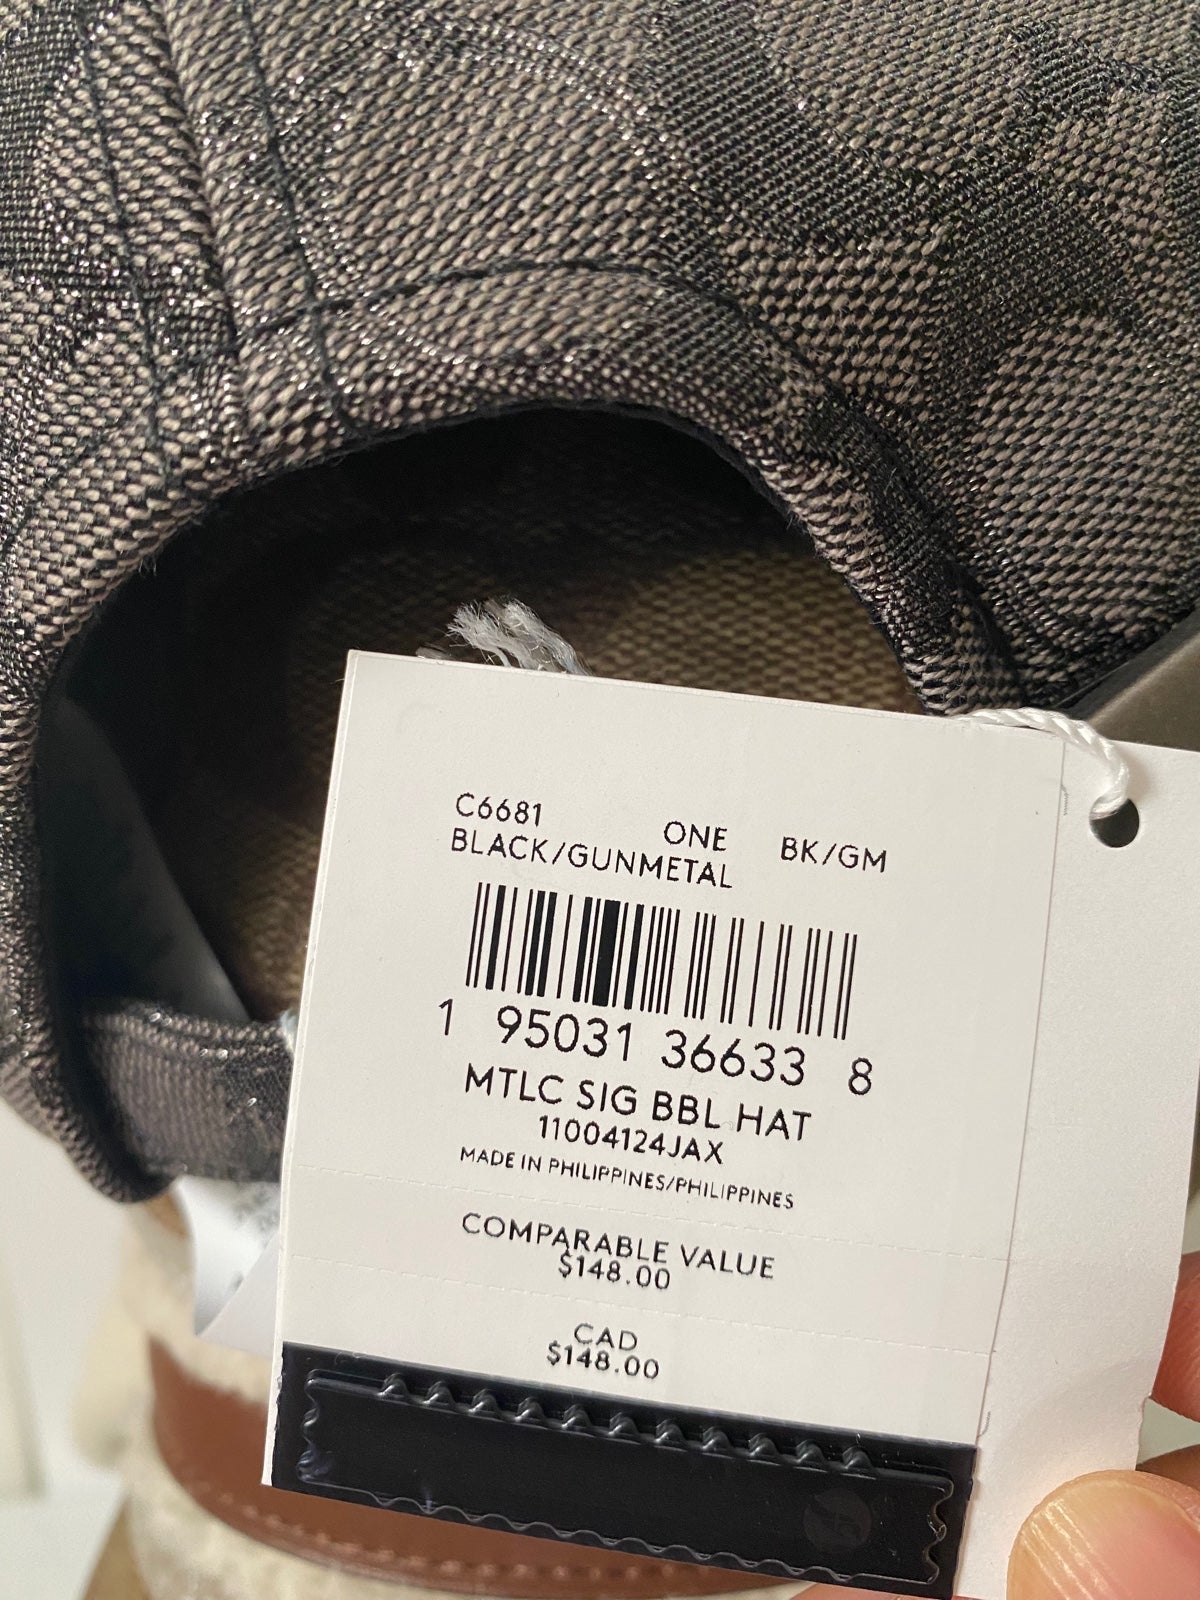 C6681 ONE BK/GM
BLACK/GUNMETAL
1 95031 36633 8
MTLC SIG BBL HAT
11004124JAX
MADE IN PHILIPPINES/PHILIPPINES
COMPARABLE VALUE
$148.00
CAD
$148.00